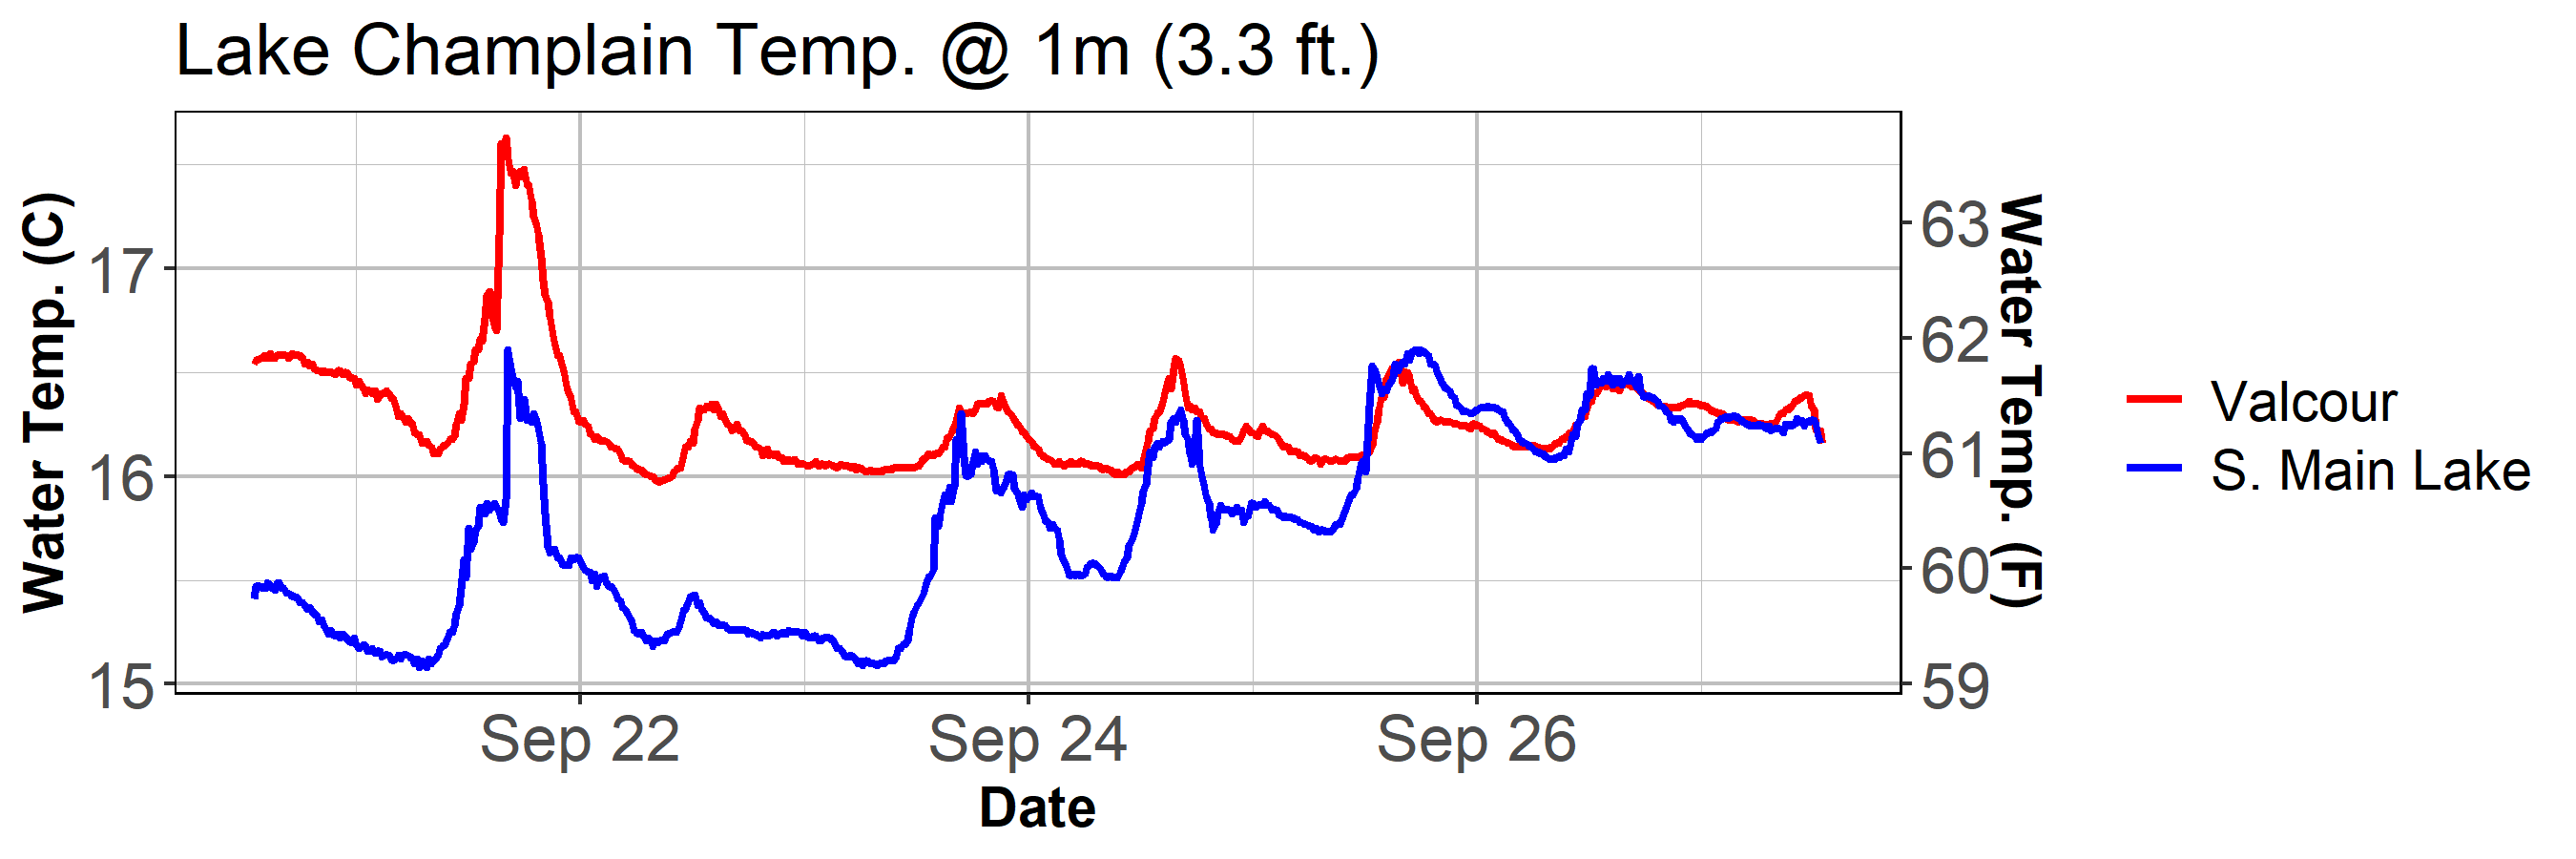 Lake Champlain Temp. @ 1m (3.3 ft.)
Water Temp. (C)
17
16
15
63
62
61
60
59
Water Temp. (F)
Sep 22
Sep 24
Sep 26
Date
Valcour
S. Main Lake